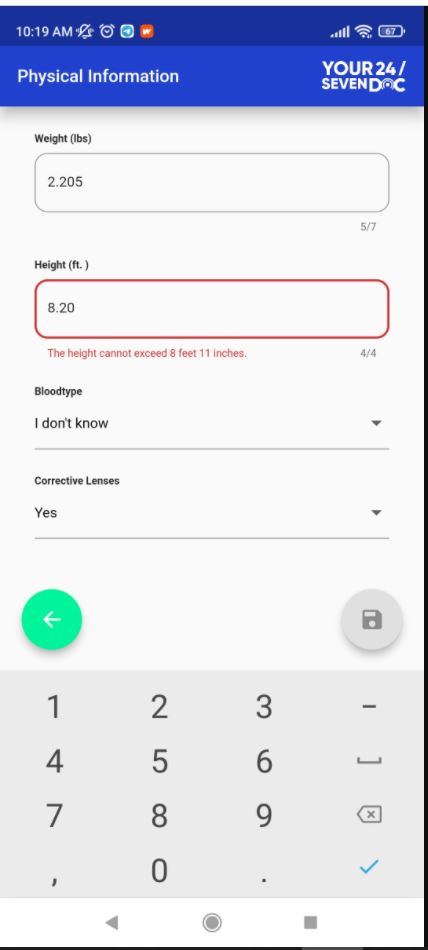 10:19 AM 67
Physical Information
YOUR 24/
SEVENDOC
Weight (lbs)
2.205
5/7
Height (ft. )
8.20
The height cannot exceed 8 feet 11 inches. 4/4
Bloodtype
I don't know
Corrective Lenses
Yes
1 2 3 -
4 5 6
7 8 9
, 0 .